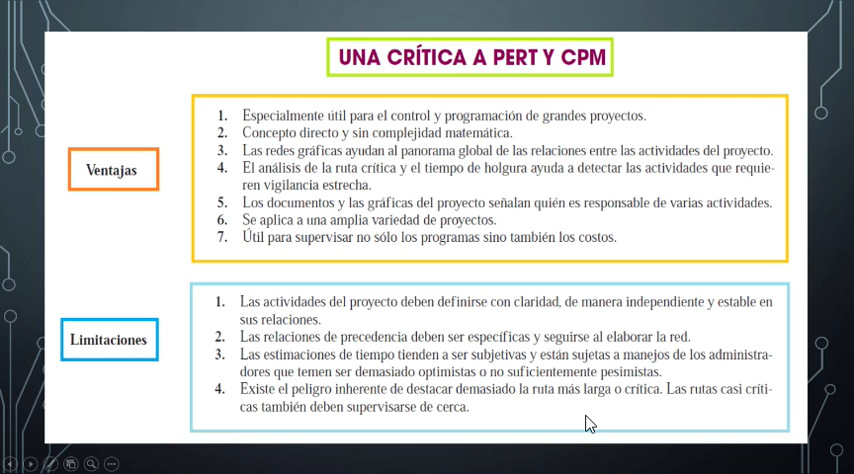 UNA CRÍTICA A PERT Y CPM
Ventajas
1. Especialmente útil para el control y programación de grandes proyectos.
2. Concepto directo y sin complejidad matemática.
3. Las redes gráficas ayudan al panorama global de las relaciones entre las actividades del proyecto.
4. El análisis de la ruta crítica y el tiempo de holgura ayuda a detectar las actividades que requie-
ren vigilancia estrecha.
5. Los documentos y las gráficas del proyecto señalan quién es responsable de varias actividades.
6. Se aplica a una amplia variedad de proyectos.
7. Útil para supervisar no sólo los programas sino también los costos.
Limitaciones
1. Las actividades del proyecto deben definirse con claridad, de manera independiente y estable en
sus relaciones.
2. Las relaciones de precedencia deben ser específicas y seguirse al elaborar la red.
3. Las estimaciones de tiempo tienden a ser subjetivas y están sujetas a manejos de los administra-
dores que temen ser demasiado optimistas o no suficientemente pesimistas.
4. Existe el peligro inherente de destacar demasiado la ruta más larga o crítica. Las rutas casi críti-
cas también deben supervisarse de cerca.